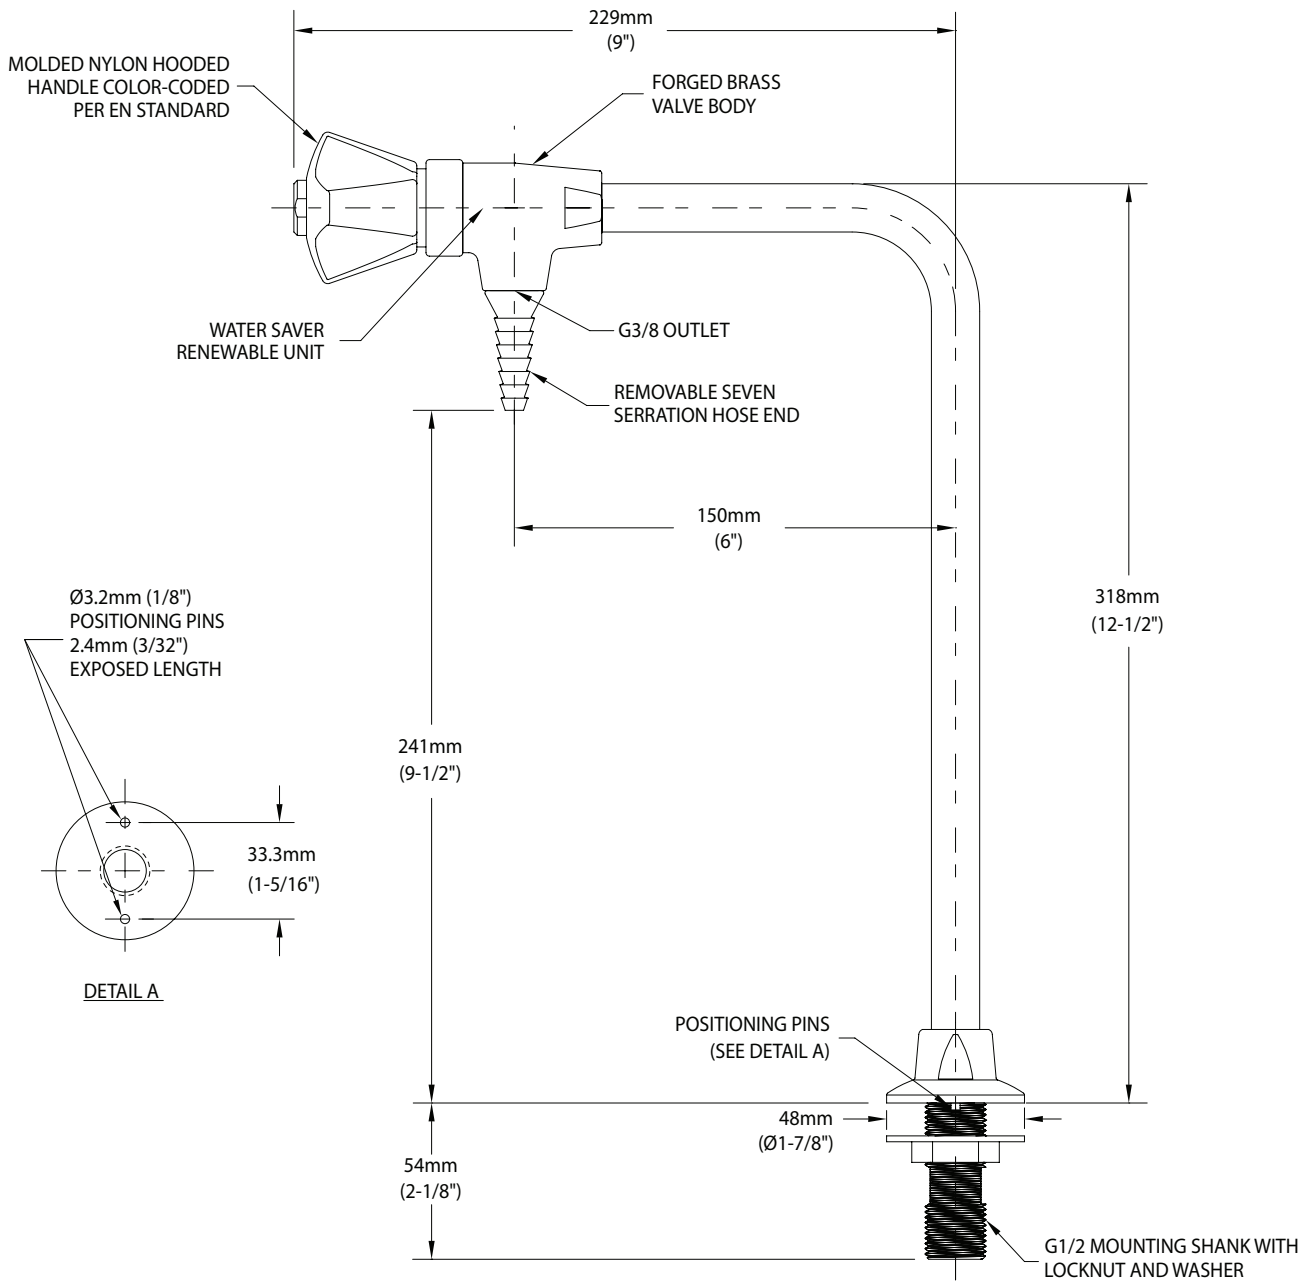 229mm
(9")
MOLDED NYLON HOODED
HANDLE COLOR-CODED
PER EN STANDARD
FORGED BRASS
VALVE BODY
WATER SAVER
RENEWABLE UNIT
G3/8 OUTLET
REMOVABLE SEVEN
SERRATION HOSE END
150mm
(6")
318mm
(12-1/2")
Ø3.2mm (1/8")
POSITIONING PINS
2.4mm (3/32")
EXPOSED LENGTH
241mm
(9-1/2")
33.3mm
(1-5/16")
DETAIL A
POSITIONING PINS
(SEE DETAIL A)
48mm
(Ø1-7/8")
54mm
(2-1/8")
G1/2 MOUNTING SHANK WITH
LOCKNUT AND WASHER